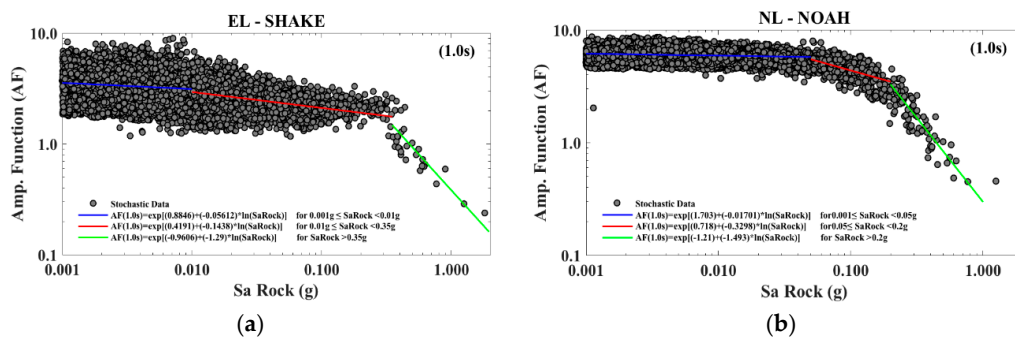 EL - SHAKE
(1.0s)
Amp. Function (AF)
10.0
1.0
0.1
Stochastic Data
AF(1.0s)=exp[(0.8846)+(-0.05612)*ln(SaRock)] for 0.001g ≤ SaRock <0.01g
AF(1.0s)=exp[(0.4191)+(-0.1438)*ln(SaRock)] for 0.01g ≤ SaRock <0.35g
AF(1.0s)=exp(-0.9606)+(-1.29)*ln(SaRock)] for SaRock >0.35g
0.001 0.010 0.100 1.000
Sa Rock (g)
(a)
NL - NOAH
(1.0s)
Amp. Function (AF)
10.0
1.0
0.1
Stochastic Data
AF(1.0s)=exp[(1.703)+(-0.01701)*ln(SaRock)] for0.001≤ SaRock <0.05g
AF(1.0s)=exp[(0.718)+(-0.3298)*ln(SaRock)] for0.05≤ SaRock <0.2g
AF(1.0s)=exp[(-1.21)+(-1.493)*ln(SaRock)] for SaRock >0.2g
0.001 0.010 0.100 1.000
Sa Rock (g)
(b)